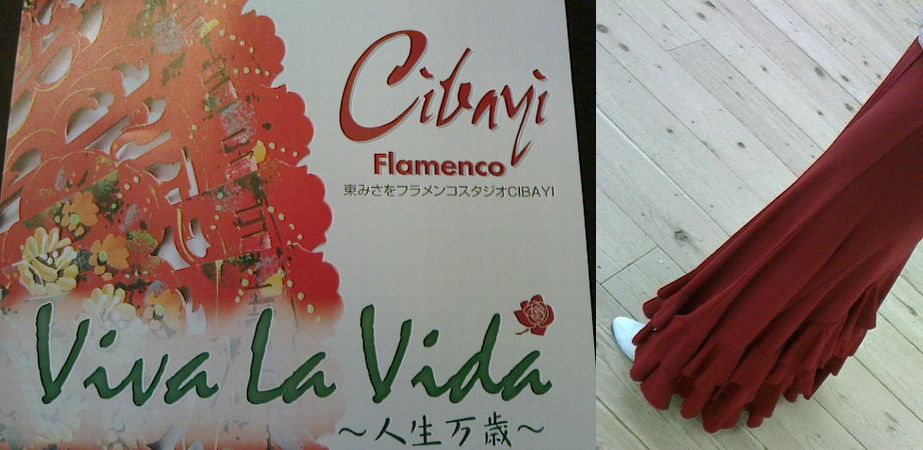 Cibayi
Flamenco
東みさをフラメンコスタジオCIBAYI
Viva La Vida
～人生万歳～